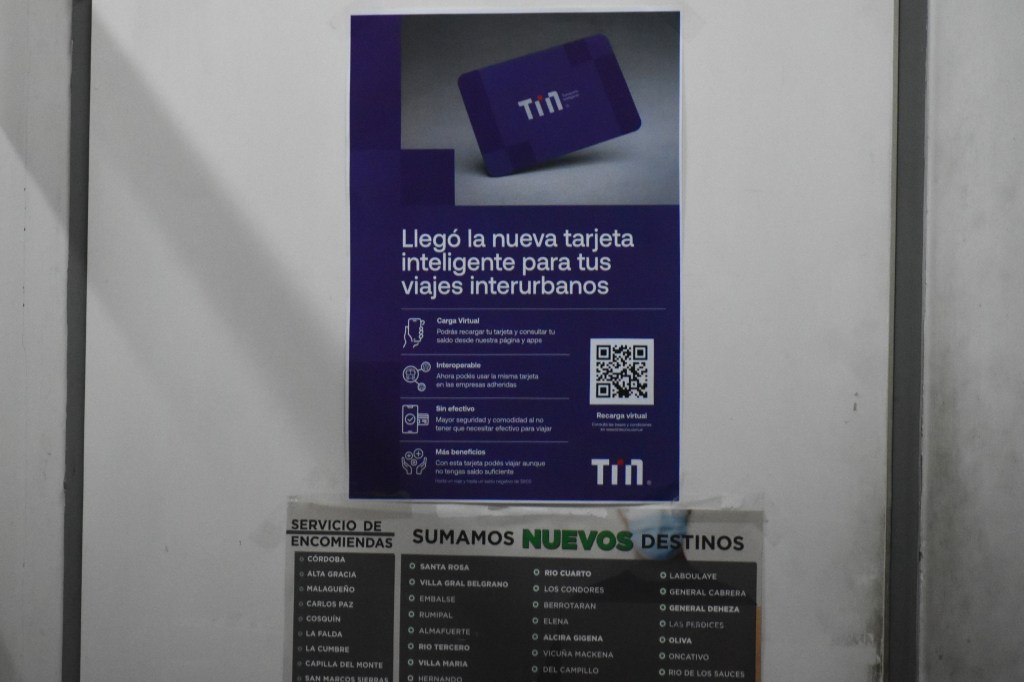 TIN
Llegó la nueva tarjeta
inteligente para tus
viajes interurbanos
Carga Virtual
Podrás recargar tu tarjeta y consultar tu
saldo desde nuestra página y apps
Interoperable
Ahora podés usar la misma tarjeta
en las empresas adheridas
Sin efectivo
Mayor seguridad y comodidad al no
tener que necesitar efectivo para viajar
Más beneficios
Con esta tarjeta podés viajar aunque
no tengas saldo suficiente
Recarga virtual
TIN
SERVICIO DE
ENCOMIENDAS
CÓRDOBA
ALTA GRACIA
MALAGUEÑO
CARLOS PAZ
COSQUÍN
LA FALDA
LA CUMBRE
CAPILLA DEL MONTE
SAN MARCOS SIERRAS
SUMAMOS NUEVOS DESTINOS
SANTA ROSA
VILLA GRAL BELGRANO
EMBALSE
RUMIPAL
ALMAFUERTE
RIO TERCERO
VILLA MARIA
HERNANDO
RIO CUARTO
LOS CONDORES
BERROTARAN
ELENA
ALCIRA GIGENA
VICUÑA MACKENA
DEL CAMPILLO
LABOULAYE
GENERAL CABRERA
GENERAL DEHEZA
LAS PERDICES
OLIVA
ONCATIVO
RIO DE LOS SAUCES